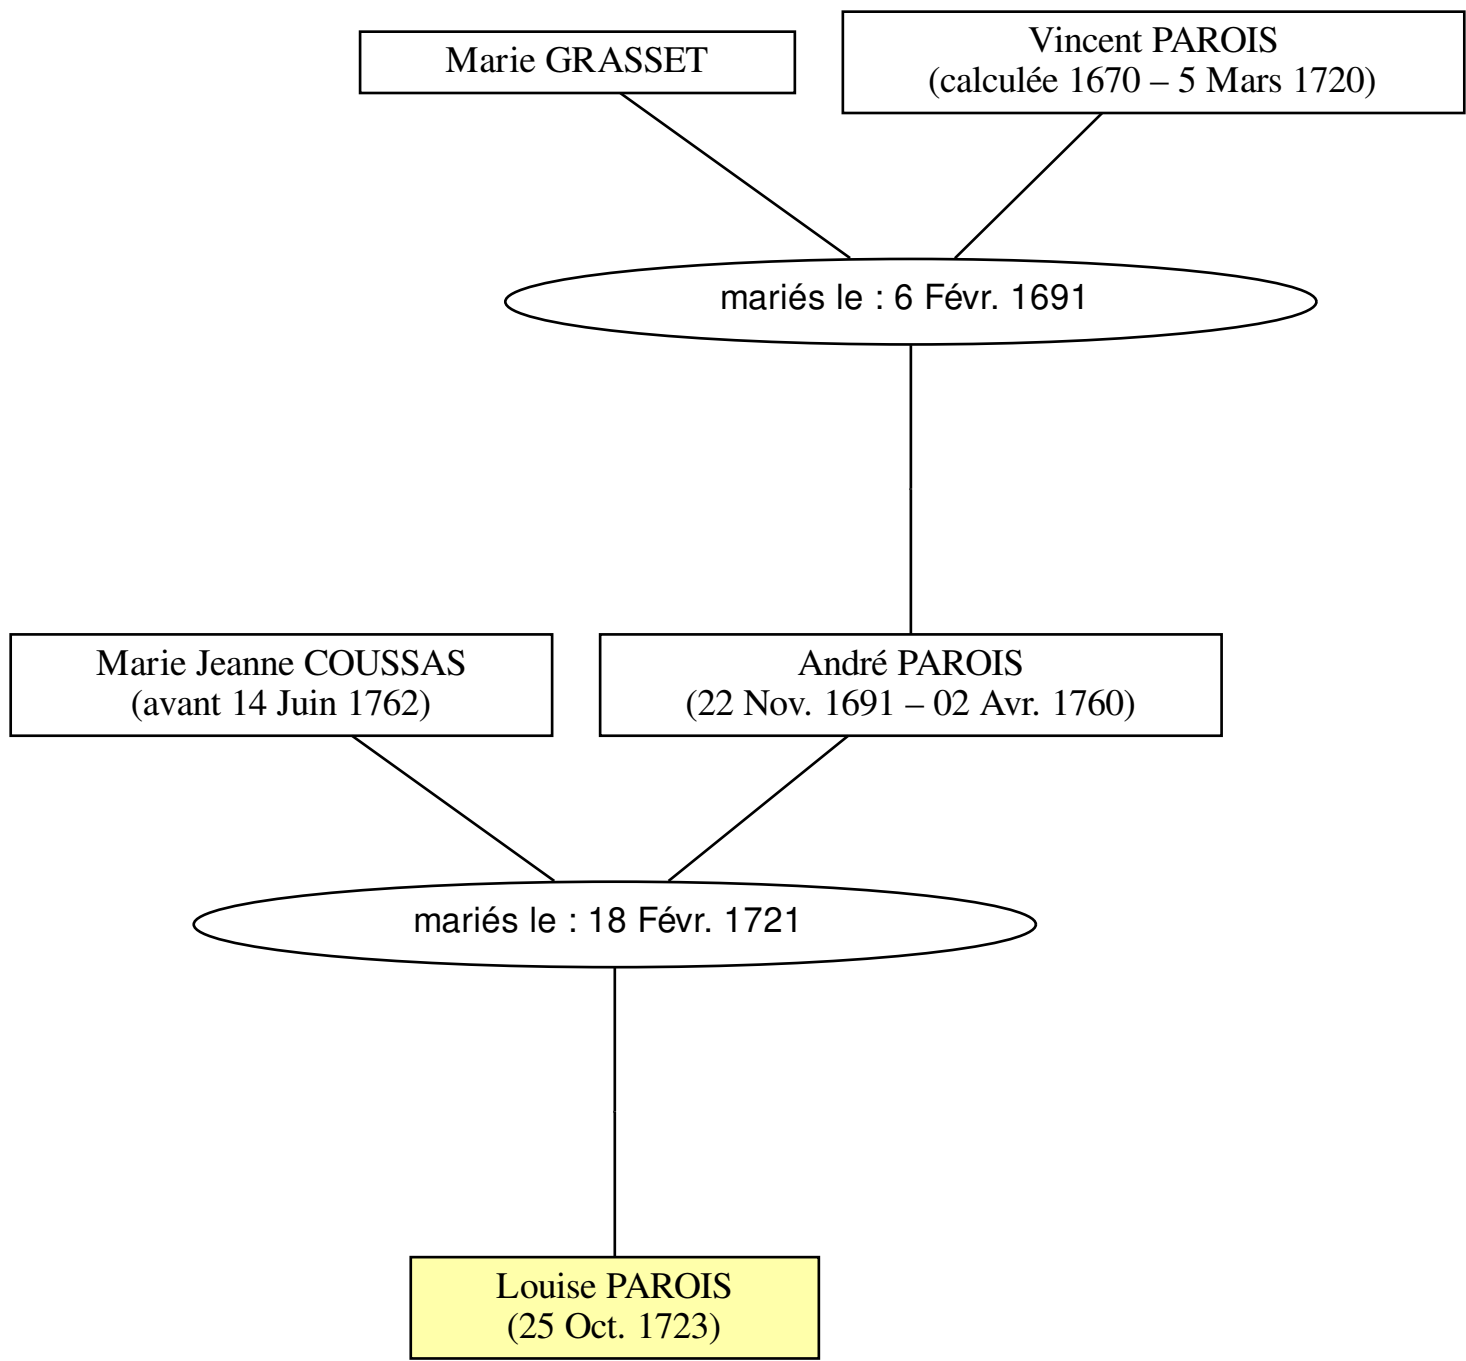 Marie GRASSET
Vincent PAROIS
(calculée 1670 – 5 Mars 1720)
mariés le : 6 Févr. 1691
Marie Jeanne COUSSAS
(avant 14 Juin 1762)
André PAROIS
(22 Nov. 1691 – 02 Avr. 1760)
mariés le : 18 Févr. 1721
Louise PAROIS
(25 Oct. 1723)